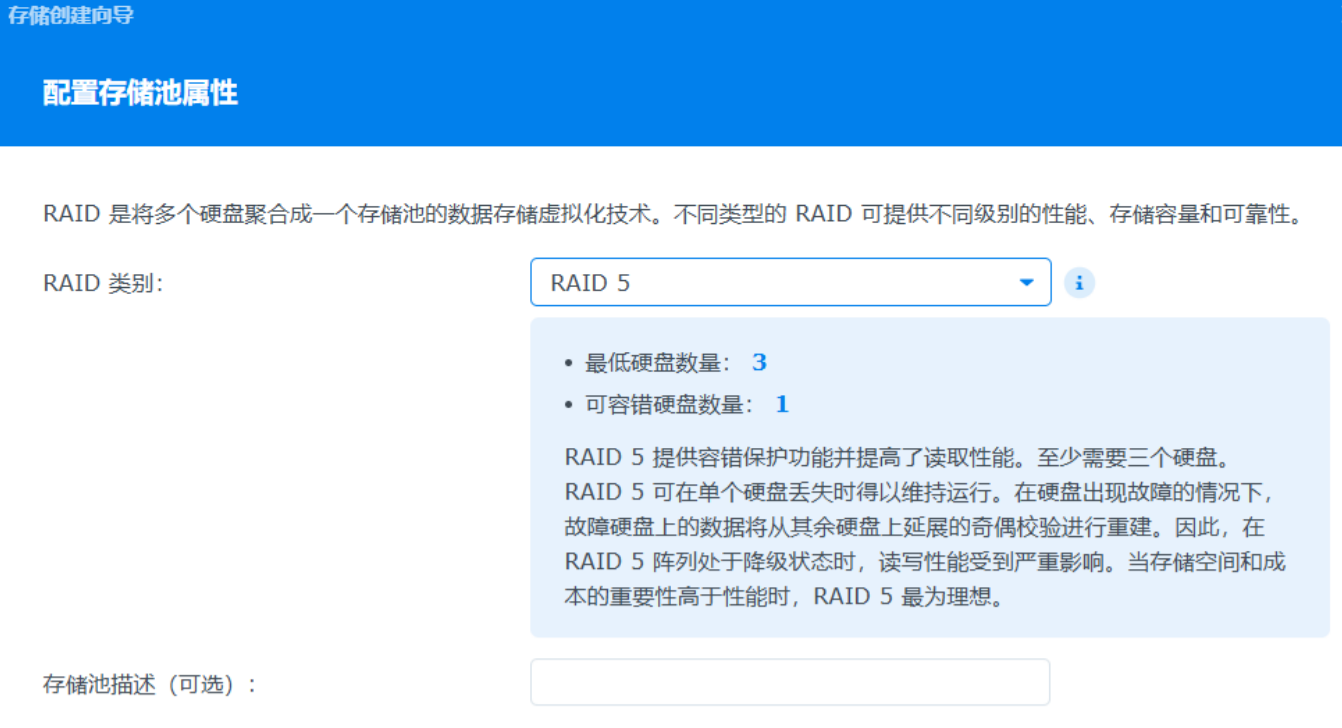 存储创建向导
配置存储池属性
RAID 是将多个硬盘聚合成一个存储池的数据存储虚拟化技术。不同类型的 RAID 可提供不同级别的性能、存储容量和可靠性。
RAID 类别：
RAID 5
i
• 最低硬盘数量： 3
• 可容错硬盘数量： 1
RAID 5 提供容错保护功能并提高了读取性能。至少需要三个硬盘。
RAID 5 可在单个硬盘丢失时得以维持运行。在硬盘出现故障的情况下，
故障硬盘上的数据将从其余硬盘上延展的奇偶校验进行重建。因此，在
RAID 5 阵列处于降级状态时，读写性能受到严重影响。当存储空间和成
本的重要性高于性能时，RAID 5 最为理想。
存储池描述（可选）：